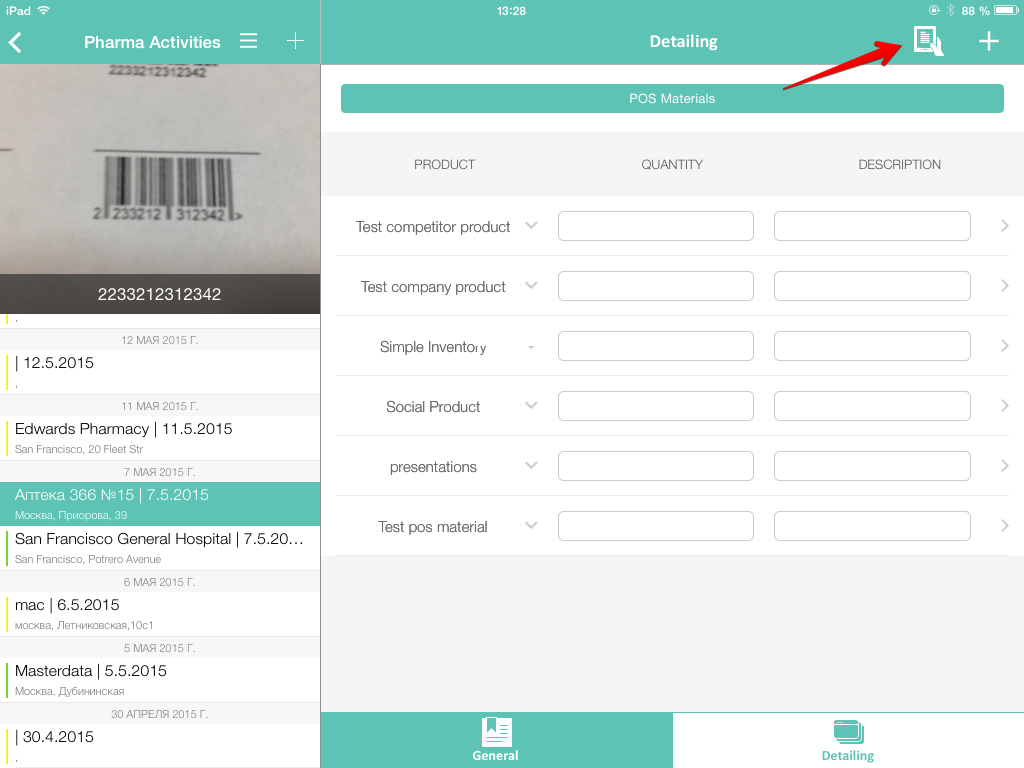 iPad
13:28
88 %
Pharma Activities
Detailing
2233212312342
2 233212 312342 >
2233212312342
,
12 МАЯ 2015 Г.
| 12.5.2015
,
11 МАЯ 2015 Г.
Edwards Pharmacy | 11.5.2015
San Francisco, 20 Fleet Str
7 МАЯ 2015 Г.
Аптека 366 №15 | 7.5.2015
Москва, Приорова, 39
San Francisco General Hospital | 7.5.20…
San Francisco, Potrero Avenue
6 МАЯ 2015 Г.
mac | 6.5.2015
москва, Летниковская,10с1
5 МАЯ 2015 Г.
Masterdata | 5.5.2015
Москва, Дубининская
30 АПРЕЛЯ 2015 Г.
| 30.4.2015
,
POS Materials
PRODUCT QUANTITY DESCRIPTION
Test competitor product
Test company product
Simple Inventory
Social Product
presentations
Test pos material
General
Detailing